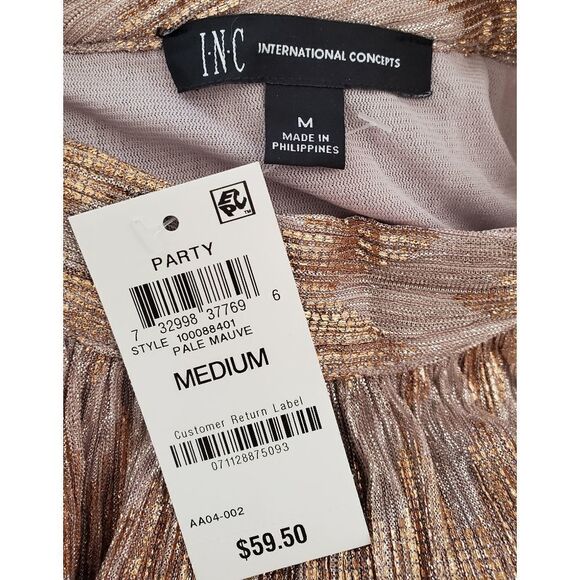 I·N·C INTERNATIONAL CONCEPTS
M
MADE IN
PHILIPPINES
PARTY
7 32998 37769 6
STYLE 100088401
PALE MAUVE
MEDIUM
Customer Return Label
071128875093
AA04-002
$59.50